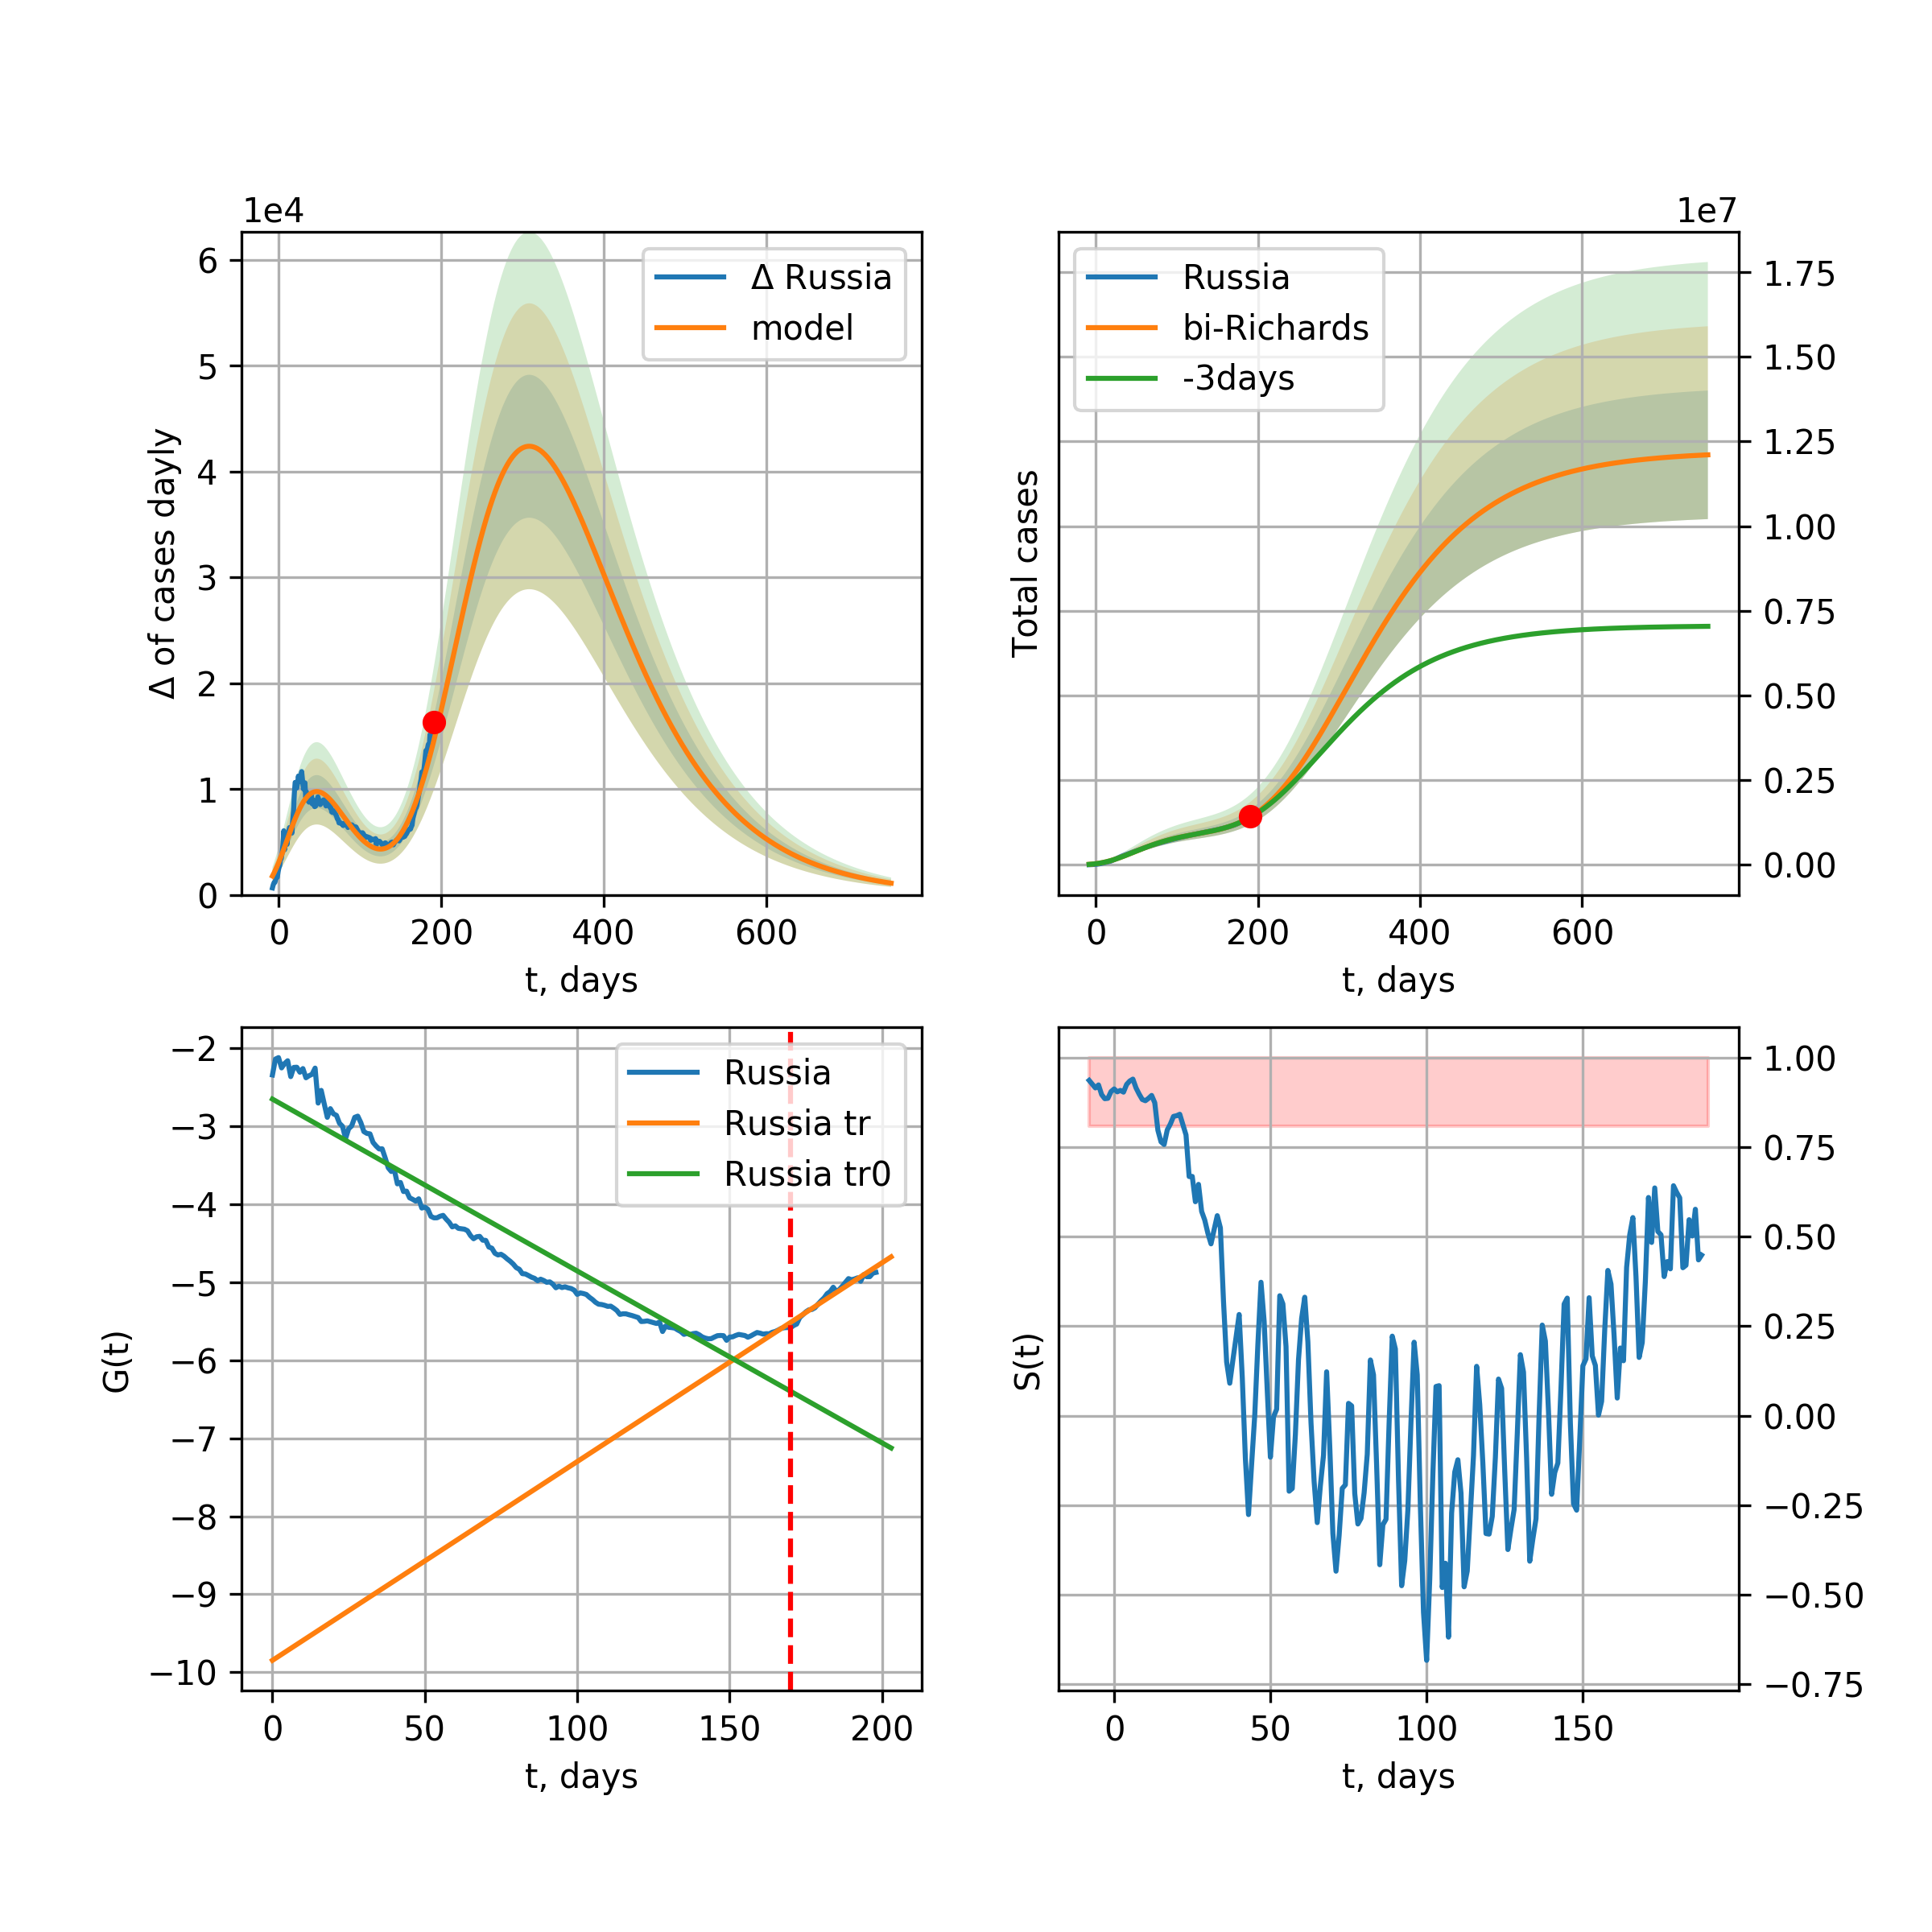 1e4
Δ of cases dayly
6
5
4
3
2
1
0
Δ Russia
model
0 200 400 600
t, days
1e7
Total cases
Russia
bi-Richards
-3days
1.75
1.50
1.25
1.00
0.75
0.50
0.25
0.00
0 200 400 600
t, days
G(t)
−2
−3
−4
−5
−6
−7
−8
−9
−10
Russia
Russia tr
Russia tr0
0 50 100 150 200
t, days
S(t)
1.00
0.75
0.50
0.25
0.00
−0.25
−0.50
−0.75
0 50 100 150
t, days